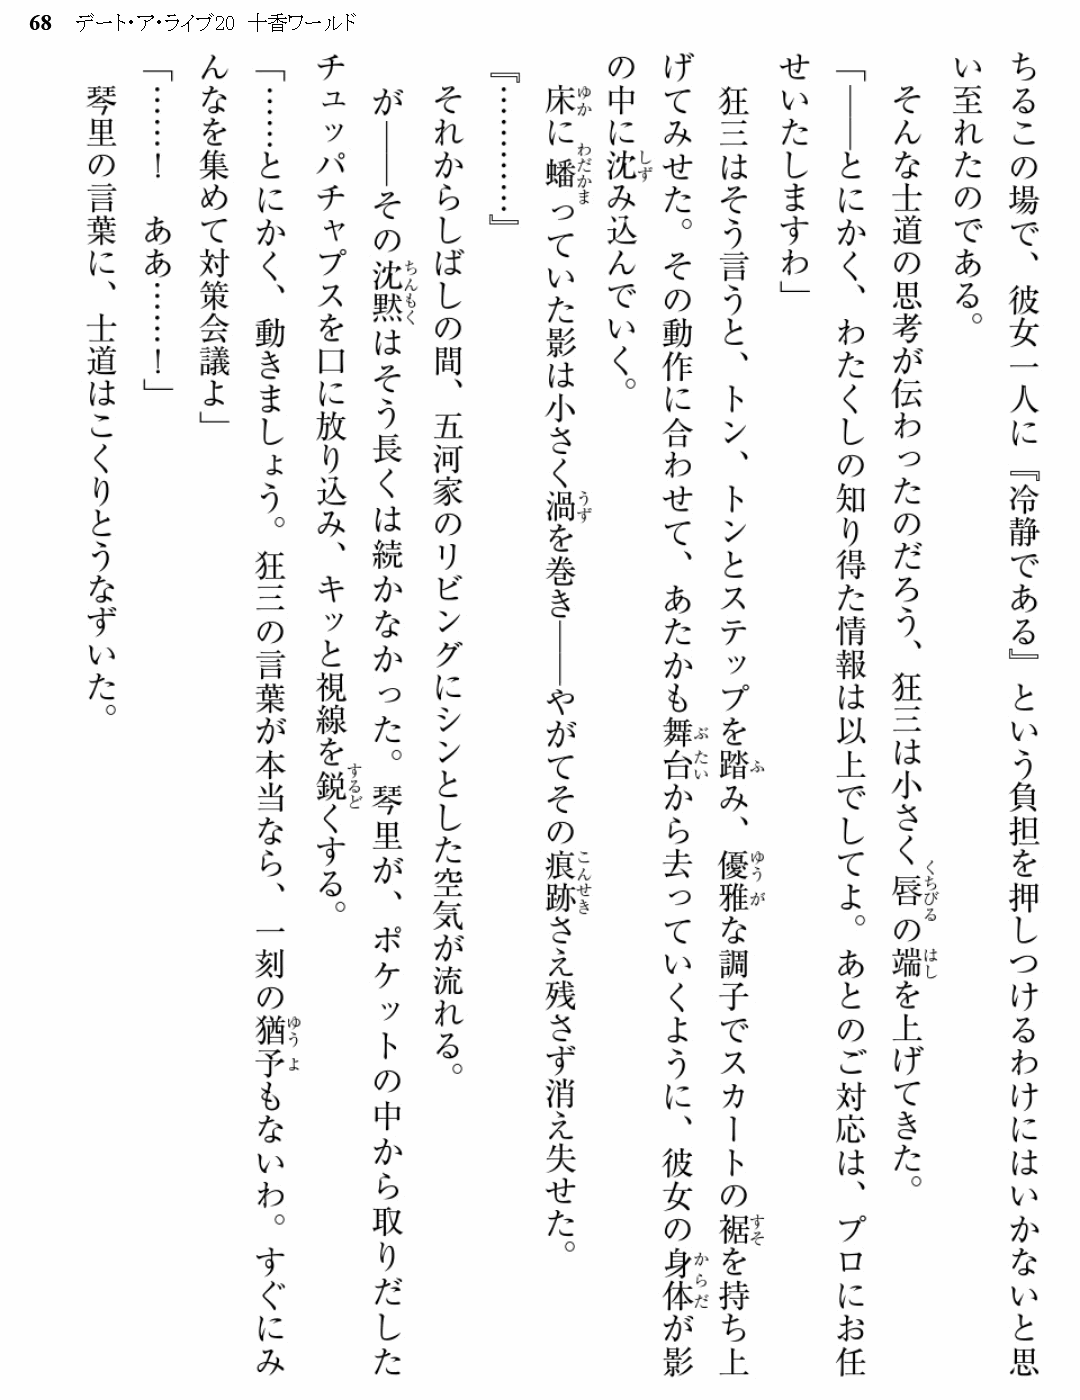 68 デート・ア・ライブ20 十香ワールド
ちるこの場で、彼女一人に『冷静である』という負担を押しつけるわけにはいかないと思
い至れたのである。
そんな士道の思考が伝わったのだろう、狂三は小さく唇の端を上げてきた。
「――とにかく、わたくしの知り得た情報は以上でしてよ。あとのご対応は、プロにお任
せいたしますわ」
狂三はそう言うと、トン、トンとステップを踏み、優雅な調子でスカートの裾を持ち上
げてみせた。その動作に合わせて、あたかも舞台から去っていくように、彼女の身体が影
の中に沈み込んでいく。
床に蟠っていた影は小さく渦を巻き――やがてその痕跡さえ残さず消え失せた。
『…………』
それからしばしの間、五河家のリビングにシンとした空気が流れる。
が――その沈黙はそう長くは続かなかった。琴里が、ポケットの中から取りだした
チュッパチャプスを口に放り込み、キッと視線を鋭くする。
「……とにかく、動きましょう。狂三の言葉が本当なら、一刻の猶予もないわ。すぐにみ
んなを集めて対策会議よ」
「……！　ああ……！」
琴里の言葉に、士道はこくりとうなずいた。